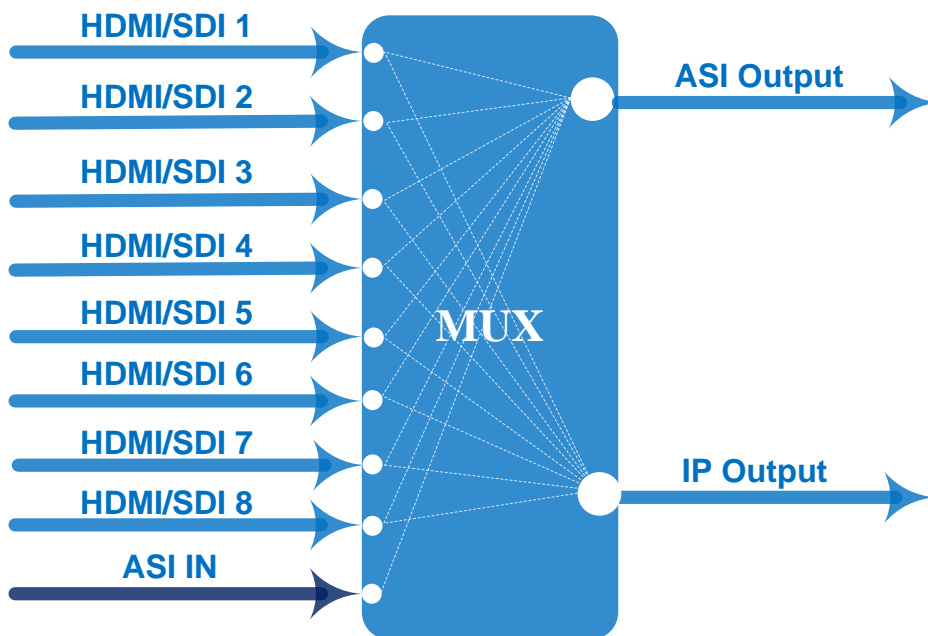 HDMI/SDI 1
HDMI/SDI 2
HDMI/SDI 3
HDMI/SDI 4
HDMI/SDI 5
HDMI/SDI 6
HDMI/SDI 7
HDMI/SDI 8
ASI IN
MUX
ASI Output
IP Output